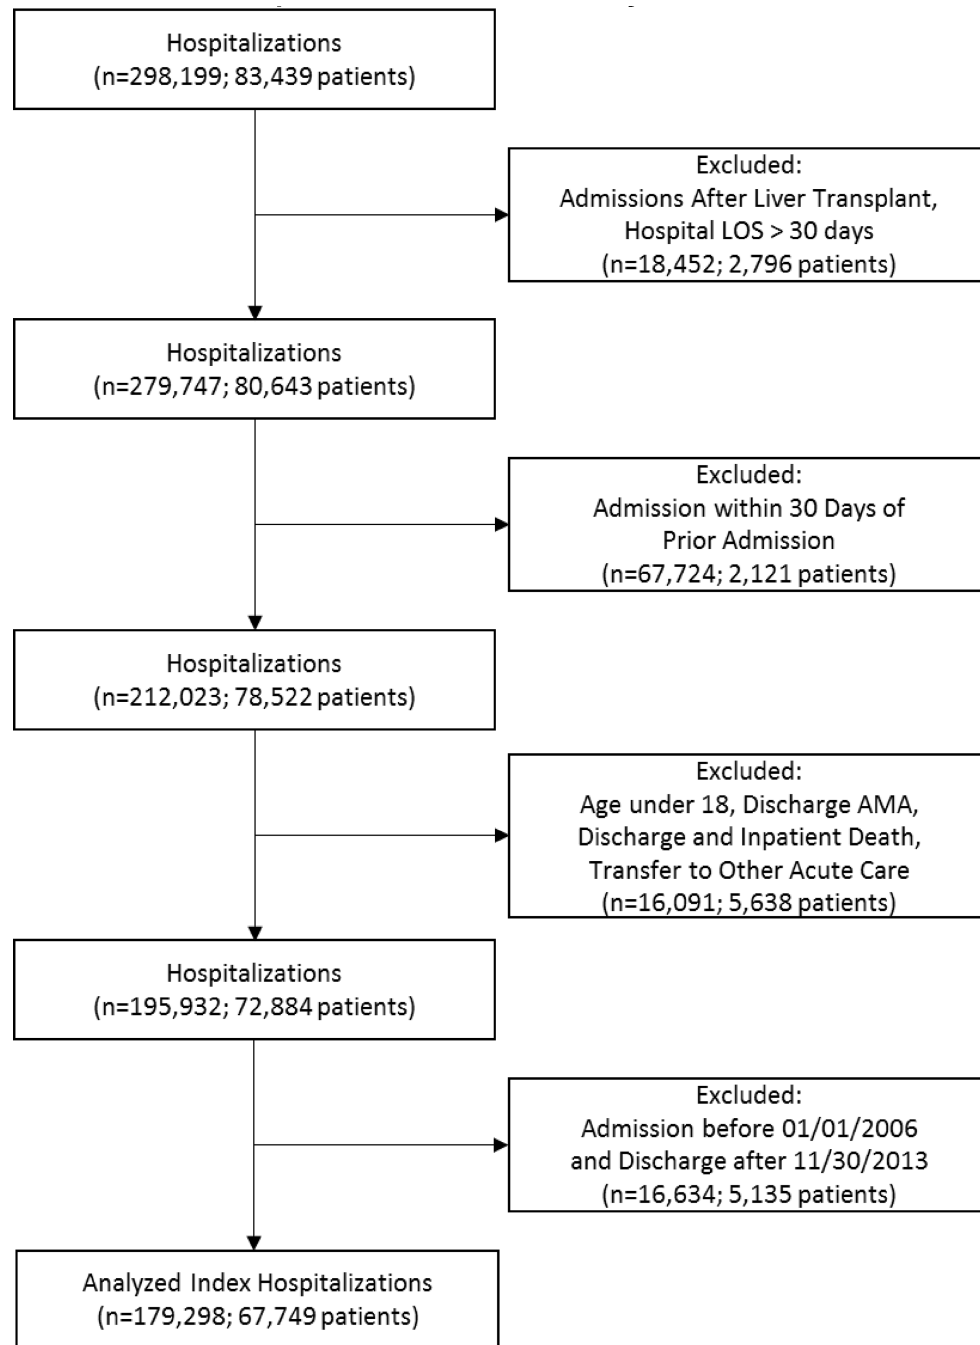 Hospitalizations
(n=298,199; 83,439 patients)
Excluded:
Admissions After Liver Transplant,
Hospital LOS > 30 days
(n=18,452; 2,796 patients)
Hospitalizations
(n=279,747; 80,643 patients)
Excluded:
Admission within 30 Days of
Prior Admission
(n=67,724; 2,121 patients)
Hospitalizations
(n=212,023; 78,522 patients)
Excluded:
Age under 18, Discharge AMA,
Discharge and Inpatient Death,
Transfer to Other Acute Care
(n=16,091; 5,638 patients)
Hospitalizations
(n=195,932; 72,884 patients)
Excluded:
Admission before 01/01/2006
and Discharge after 11/30/2013
(n=16,634; 5,135 patients)
Analyzed Index Hospitalizations
(n=179,298; 67,749 patients)